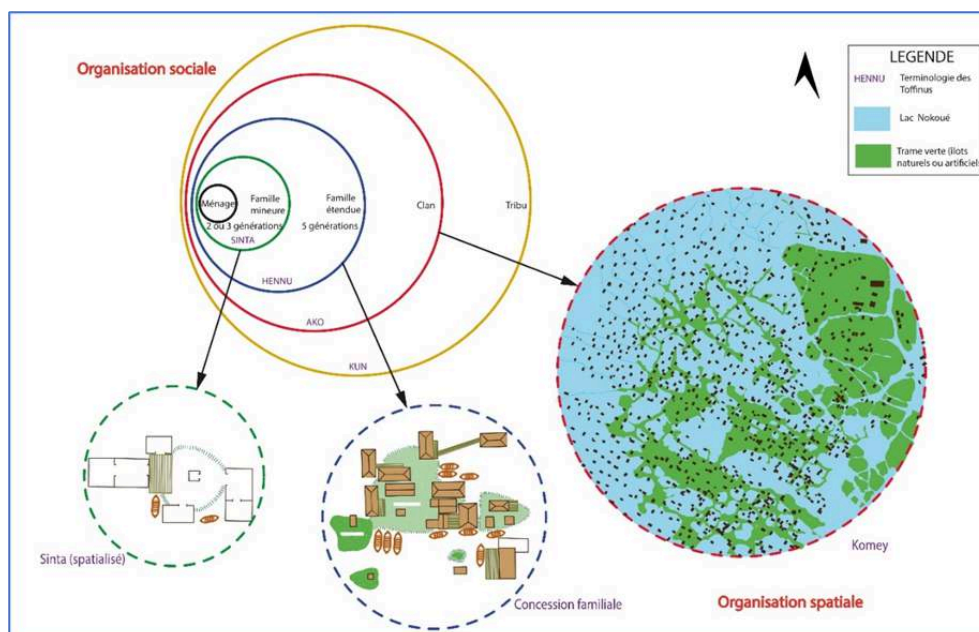 Organisation sociale
Ménage
Famille
mineure
2 ou 3 générations
SINTA
Famille
étendue
5 générations
HENNU
Clan
AKO
Tribu
KUN
LEGENDE
HENNU Terminologie des
Toffinus
Lac Nokoué
Trame verte (îlots
naturels ou artificiel
Sinta (spatialisé)
Concession familiale
Komey
Organisation spatiale